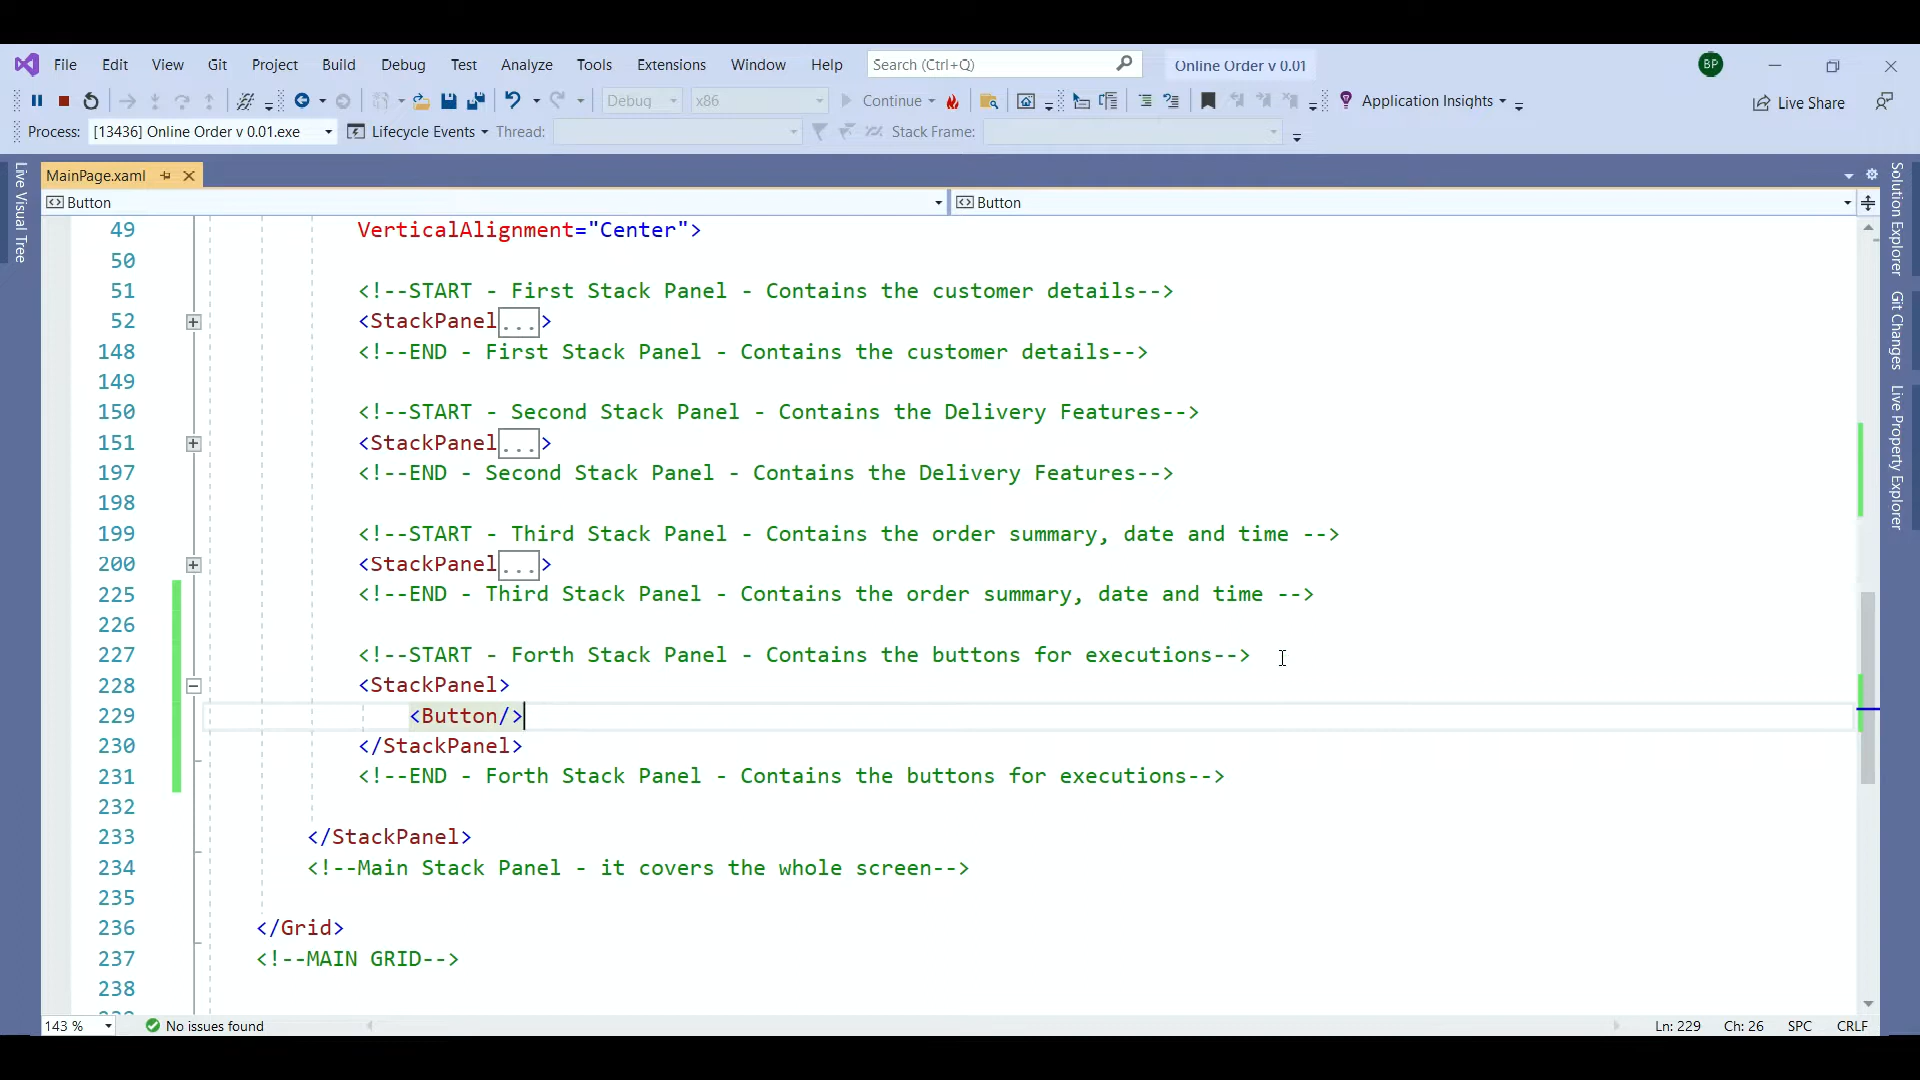 File Edit View Git Project Build Debug Test Analyze Tools Extensions Window Help Search (Ctrl+Q) Online Order v 0.01 BP
Debug x86 Continue Application Insights Live Share
Process: [13436] Online Order v 0.01.exe Lifecycle Events Thread: Stack Frame:
Live Visual Tree
MainPage.xaml
Button Button
49 VerticalAlignment="Center">
50
51 <!--START - First Stack Panel - Contains the customer details-->
52 <StackPanel...>
148 <!--END - First Stack Panel - Contains the customer details-->
149
150 <!--START - Second Stack Panel - Contains the Delivery Features-->
151 <StackPanel...>
197 <!--END - Second Stack Panel - Contains the Delivery Features-->
198
199 <!--START - Third Stack Panel - Contains the order summary, date and time -->
200 <StackPanel...>
225 <!--END - Third Stack Panel - Contains the order summary, date and time -->
226
227 <!--START - Forth Stack Panel - Contains the buttons for executions-->
228 <StackPanel>
229 <Button/>
230 </StackPanel>
231 <!--END - Forth Stack Panel - Contains the buttons for executions-->
232
233 </StackPanel>
234 <!--Main Stack Panel - it covers the whole screen-->
235
236 </Grid>
237 <!--MAIN GRID-->
238
Solution Explorer
Git Changes
Live Property Explorer
143 % No issues found Ln: 229 Ch: 26 SPC CRLF